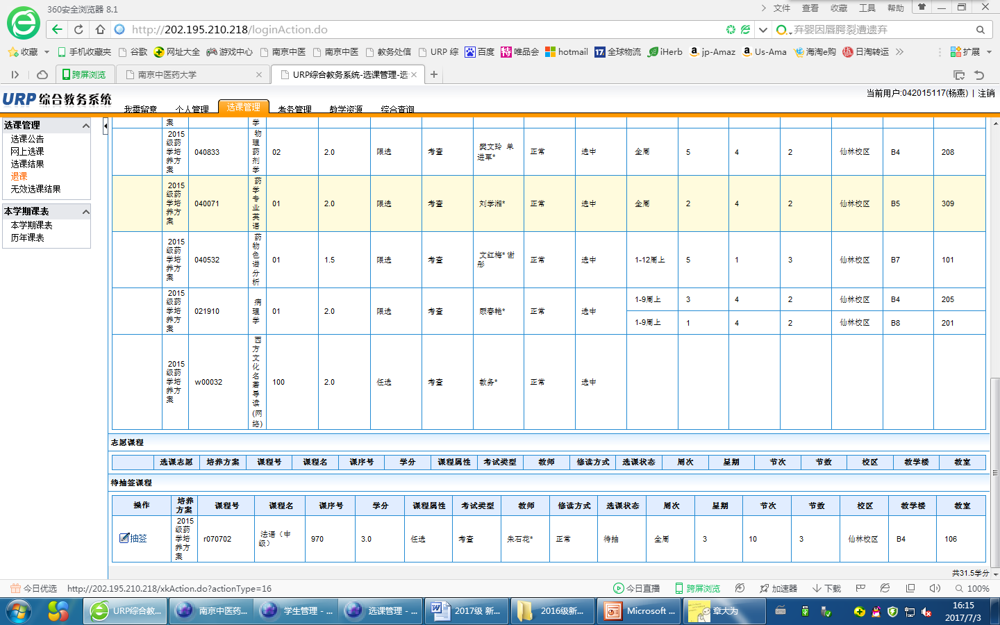 360安全浏览器 8.1
文件 查看 收藏 工具 帮助
http://202.195.210.218/loginAction.do
弃婴因唇腭裂遭遗弃
收藏 手机收藏夹 谷歌 网址大全 游戏中心 南京中医 南京中医 教务处信 URP 综 百度 唯品会 hotmail 全球物流 iHerb jp-Amaz Us-Ama 海淘e购 日淘转运 扩展
跨屏浏览 南京中医药大学 URP综合教务系统-选课管理-选
URP 综合教务系统
当前用户:042015117(杨燕) | 注销
我要留意 个人管理 选课管理 考务管理 教学资源 综合查询
选课管理
选课公告
网上选课
选课结果
退课
无效选课结果
本学期课表
本学期课表
历年课表
案 学
2015级药学培养方案 040833 物理药剂学 02 2.0 限选 考查 樊文玲 单进军* 正常 选中 全周 5 4 2 仙林校区 B4 208
2015级药学培养方案 040071 药学专业英语 01 2.0 限选 考查 刘学湘* 正常 选中 全周 2 4 2 仙林校区 B5 309
2015级药学培养方案 040532 药物色谱分析 01 1.5 限选 考查 文红梅* 谢彤 正常 选中 1-12周上 5 1 3 仙林校区 B7 101
2015级药学培养方案 021910 病理学 01 2.0 限选 考查 顾春艳* 正常 选中 1-9周上 3 4 2 仙林校区 B4 205
1-9周上 1 4 2 仙林校区 B8 201
2015级药学培养方案 w00032 西方文化名著导读(网络) 100 2.0 任选 考查 教务* 正常 选中
志愿课程
选课志愿 培养方案 课程号 课程名 课序号 学分 课程属性 考试类型 教师 修读方式 选课状态 周次 星期 节次 节数 校区 教学楼 教室
待抽签课程
操作 培养方案 课程号 课程名 课序号 学分 课程属性 考试类型 教师 修读方式 选课状态 周次 星期 节次 节数 校区 教学楼 教室
抽签 2015级药学培养方案 r070702 法语（中级） 970 3.0 任选 考查 朱石花* 正常 待抽 全周 3 10 3 仙林校区 B4 106
共31.5学分
今日优选 http://202.195.210.218/xkAction.do?actionType=16 今日直播 跨屏浏览 加速器 下载 100%
URP综合教... 南京中医药... 学生管理 - ... 选课管理 - ... 2017级 新... 2016级新... Microsoft ... 章大为
16:15
2017/7/3